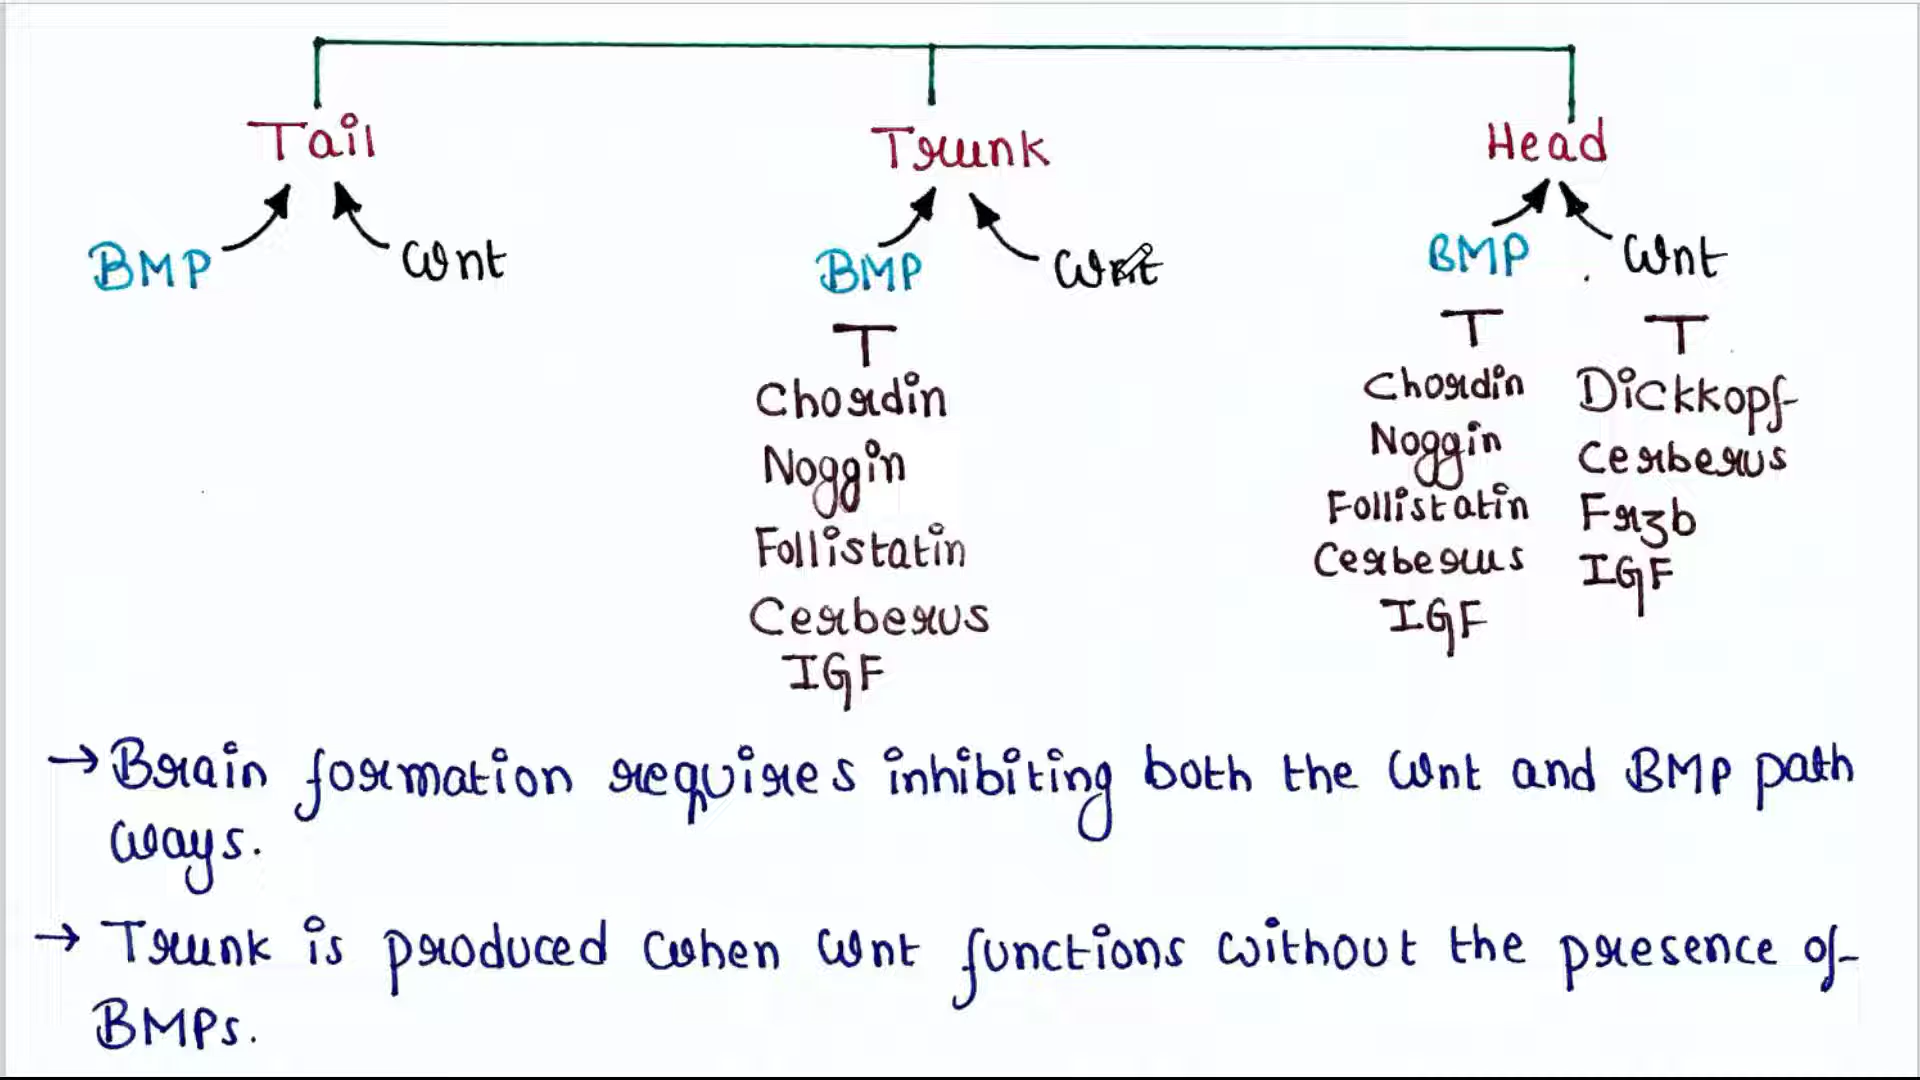 Tail Trunk Head
BMP Wnt BMP Wnt BMP Wnt
Chordin
Noggin
Follistatin
Cerberus
IGF
Chordin
Noggin
Follistatin
Cerberus
IGF
Dickkopf
Cerberus
Frzb
IGF
→ Brain formation requires inhibiting both the Wnt and BMP path
ways.
→ Trunk is produced when Wnt functions without the presence of
BMPs.